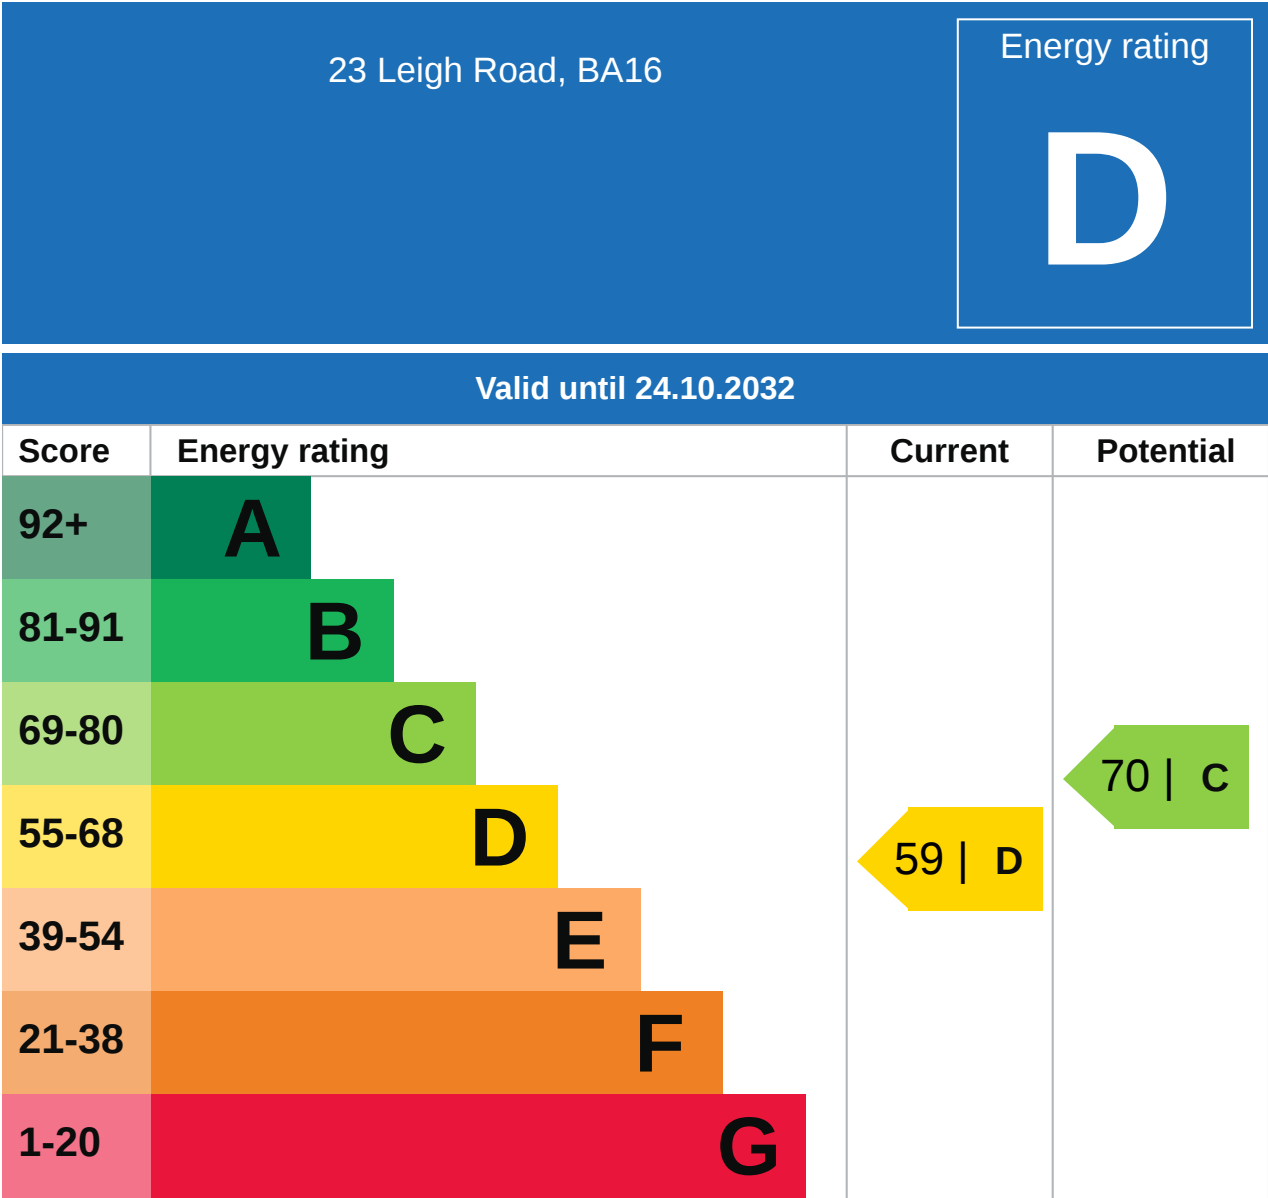 23 Leigh Road, BA16
Energy rating
D
Valid until 24.10.2032
Score Energy rating Current Potential
92+ A
81-91 B
69-80 C
70 | C
55-68 D
59 | D
39-54 E
21-38 F
1-20 G